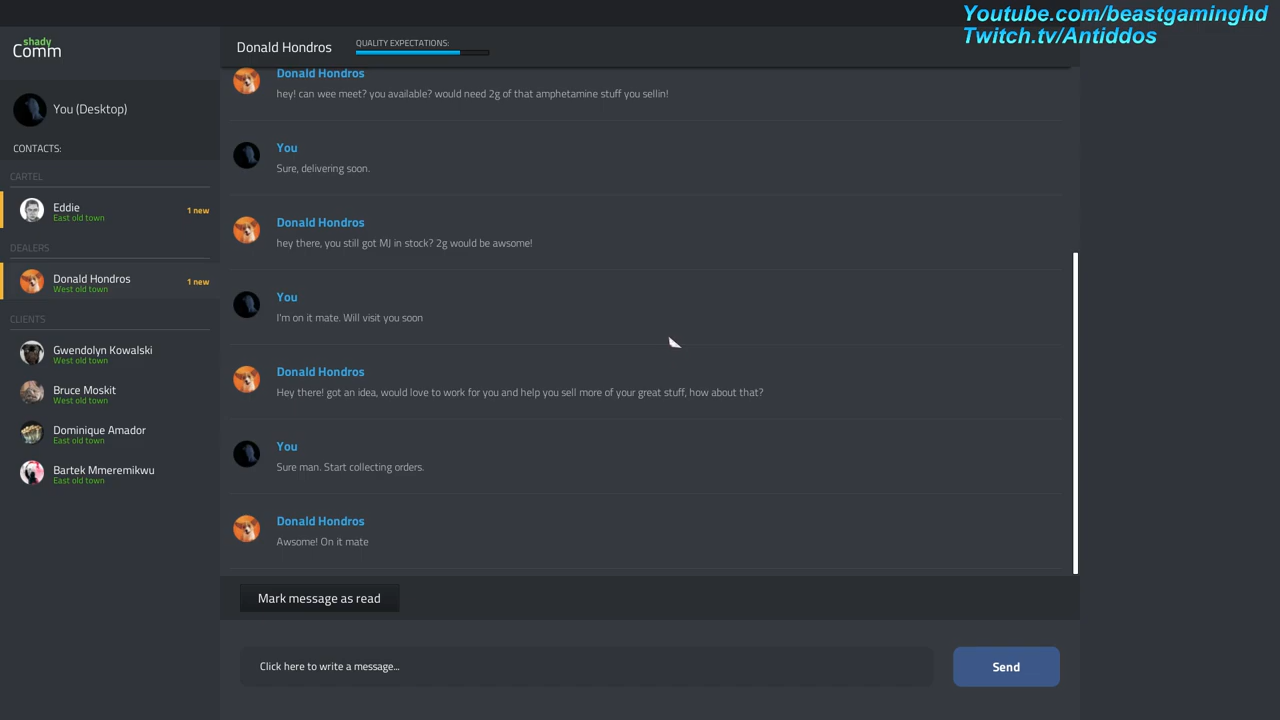 Youtube.com/beastgaminghd
Twitch.tv/Antiddos
shady
Comm
You (Desktop)
CONTACTS:
CARTEL
Eddie
East old town
1 new
DEALERS
Donald Hondros
West old town
1 new
CLIENTS
Gwendolyn Kowalski
West old town
Bruce Moskit
West old town
Dominique Amador
East old town
Bartek Mmeremikwu
East old town
Donald Hondros
QUALITY EXPECTATIONS:
Donald Hondros
hey! can wee meet? you available? would need 2g of that amphetamine stuff you sellin!
You
Sure, delivering soon.
Donald Hondros
hey there, you still got MJ in stock? 2g would be awsome!
You
I'm on it mate. Will visit you soon
Donald Hondros
Hey there! got an idea, would love to work for you and help you sell more of your great stuff, how about that?
You
Sure man. Start collecting orders.
Donald Hondros
Awsome! On it mate
Mark message as read
Click here to write a message...
Send